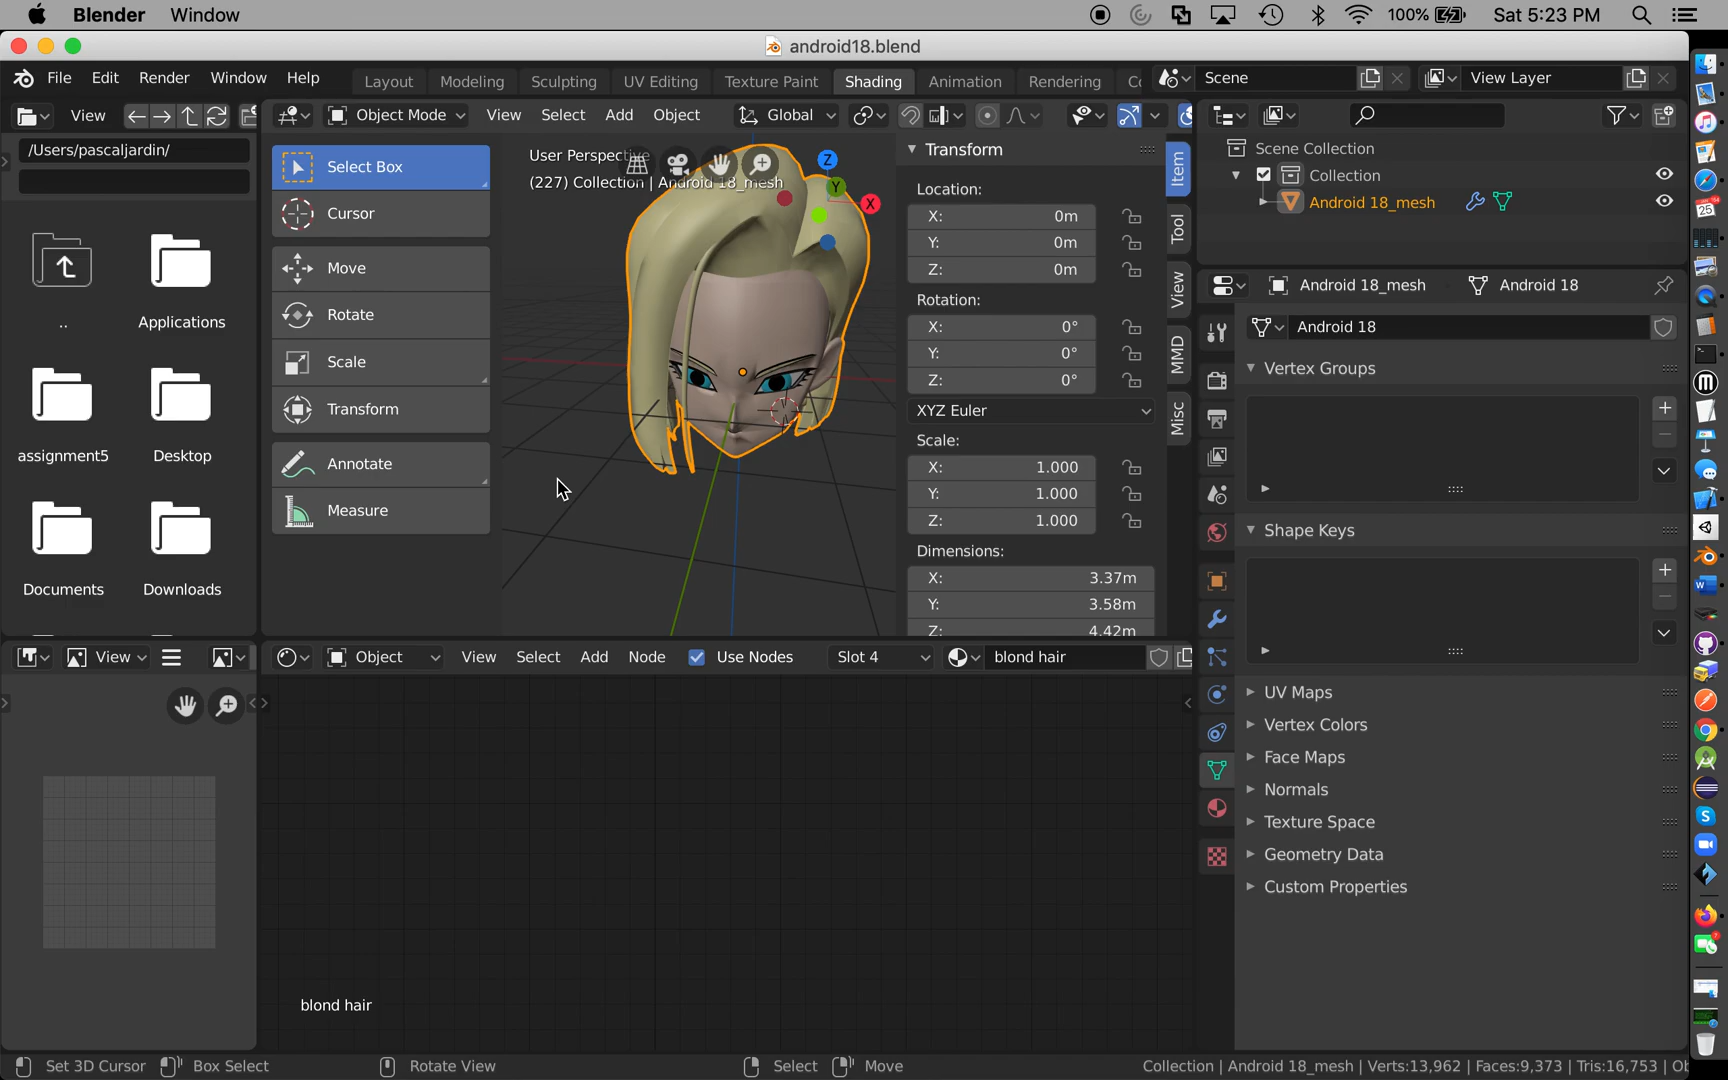 Blender Window 100% Sat 5:23 PM
android18.blend
File Edit Render Window Help Layout Modeling Sculpting UV Editing Texture Paint Shading Animation Rendering Scene View Layer
View Object Mode View Select Add Object Global
/Users/pascaljardin/
..
Applications
assignment5
Desktop
Documents
Downloads
Select Box
Cursor
Move
Rotate
Scale
Transform
Annotate
Measure
User Perspective
(227) Collection | Android 18_mesh
Z
Y
X
Transform
Location:
X: 0m
Y: 0m
Z: 0m
Rotation:
X: 0°
Y: 0°
Z: 0°
XYZ Euler
Scale:
X: 1.000
Y: 1.000
Z: 1.000
Dimensions:
X: 3.37m
Y: 3.58m
Z: 4.42m
Item
Tool
View
MMD
Misc
Scene Collection
Collection
Android 18_mesh
Android 18_mesh Android 18
Android 18
Vertex Groups
Shape Keys
UV Maps
Vertex Colors
Face Maps
Normals
Texture Space
Geometry Data
Custom Properties
View
Object View Select Add Node Use Nodes Slot 4 blond hair
blond hair
Set 3D Cursor Box Select Rotate View Select Move Collection | Android 18_mesh | Verts:13,962 | Faces:9,373 | Tris:16,753 |